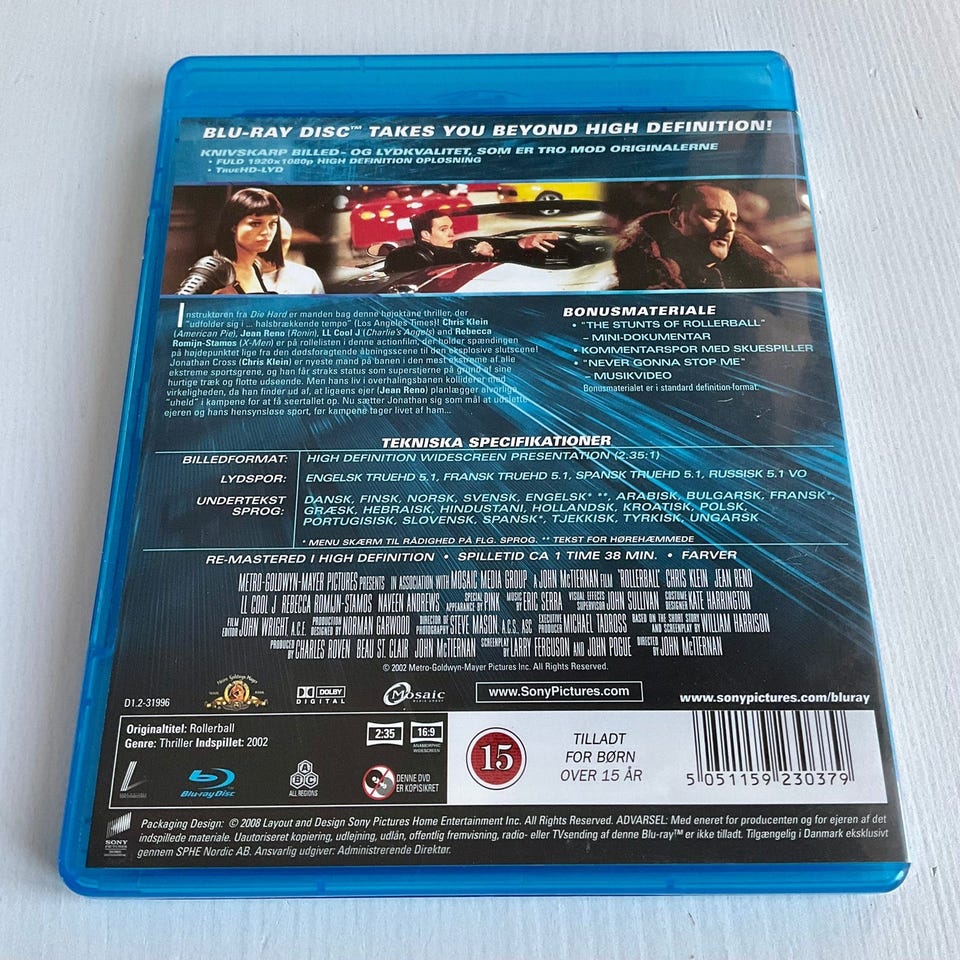 BLU-RAY DISC™ TAKES YOU BEYOND HIGH DEFINITION!
KNIVSKARP BILLED- OG LYDKVALITET, SOM ER TRO MOD ORIGINALERNE
• FULD 1920x1080p HIGH DEFINITION OPLØSNING
• TRUEHD-LYD
Instruktøren fra Die Hard er manden bag denne højoktane thriller, der
"udfolder sig i ... halsbrækkende tempo" (Los Angeles Times)! Chris Klein
(American Pie), Jean Reno (Ronin), LL Cool J (Charlie's Angels) and Rebecca
Romijn-Stamos (X-Men) er på rollelisten i denne actionfilm, der holder spændingen
på højdepunktet lige fra den dødsforagtende åbningsscene til den eksplosive slutscene!
Jonathan Cross (Chris Klein) er nyeste mand på banen i den mest ekstreme af alle
ekstreme sportsgrene, og han får straks status som superstjerne på grund af sine
hurtige træk og flotte udseende. Men hans liv i overhalingsbanen kolliderer med
virkeligheden, da han finder ud af, at ligaens ejer (Jean Reno) planlægger alvorlige
"uheld" i kampene for at få seertallet op. Nu sætter Jonathan sig som mål at udslette
ejeren og hans hensynsløse sport, før kampene tager livet af ham...
BONUSMATERIALE
• "THE STUNTS OF ROLLERBALL"
– MINI-DOKUMENTAR
• KOMMENTARSPOR MED SKUESPILLER
• "NEVER GONNA STOP ME"
– MUSIKVIDEO
Bonusmaterialet er i standard definition-format.
TEKNISKA SPECIFIKATIONER
BILLEDFORMAT: HIGH DEFINITION WIDESCREEN PRESENTATION (2.35:1)
LYDSPOR: ENGELSK TRUEHD 5.1, FRANSK TRUEHD 5.1, SPANSK TRUEHD 5.1, RUSSISK 5.1 VO
UNDERTEKST SPROG: DANSK, FINSK, NORSK, SVENSK, ENGELSK* **, ARABISK, BULGARSK, FRANSK*,
GRÆSK, HEBRAISK, HINDUSTANI, HOLLANDSK, KROATISK, POLSK,
PORTUGISISK, SLOVENSK, SPANSK*, TJEKKISK, TYRKISK, UNGARSK
* MENU SKÆRM TIL RÅDIGHED PÅ FLG. SPROG. ** TEKST FOR HØREHÆMMEDE
RE-MASTERED I HIGH DEFINITION • SPILLETID CA 1 TIME 38 MIN. • FARVER
METRO-GOLDWYN-MAYER PICTURES PRESENTS IN ASSOCIATION WITH MOSAIC MEDIA GROUP A JOHN McTIERNAN FILM "ROLLERBALL" CHRIS KLEIN JEAN RENO
LL COOL J REBECCA ROMIJN-STAMOS NAVEEN ANDREWS SPECIAL APPEARANCE BY PINK MUSIC BY ERIC SERRA VISUAL EFFECTS SUPERVISOR JOHN SULLIVAN COSTUME DESIGNER KATE HARRINGTON
FILM EDITOR JOHN WRIGHT, A.C.E. PRODUCTION DESIGNED BY NORMAN GARWOOD DIRECTOR OF PHOTOGRAPHY STEVE MASON, A.C.S., ASC EXECUTIVE PRODUCER MICHAEL TADROSS BASED ON THE SHORT STORY AND SCREENPLAY BY WILLIAM HARRISON
PRODUCED BY CHARLES ROVEN BEAU ST. CLAIR JOHN McTIERNAN SCREENPLAY BY LARRY FERGUSON AND JOHN POGUE DIRECTED BY JOHN McTIERNAN
© 2002 Metro-Goldwyn-Mayer Pictures Inc. All Rights Reserved.
DOLBY
DIGITAL
Mosaic
MEDIA GROUP
www.SonyPictures.com
www.sonypictures.com/bluray
D1.2-31996
Originaltitel: Rollerball
Genre: Thriller Indspillet: 2002
2:35
16:9
ANAMORPHIC
WIDESCREEN
Blu-ray Disc
A B C
ALL REGIONS
DENNE DVD
ER KOPISIKRET
15
TILLADT
FOR BØRN
OVER 15 ÅR
5 051159 230379
SONY
PICTURES
Packaging Design: © 2008 Layout and Design Sony Pictures Home Entertainment Inc. All Rights Reserved. ADVARSEL: Med eneret for producenten og for ejeren af det
indspillede materiale. Uautoriseret kopiering, udlejning, udlån, offentlig fremvisning, radio- eller TVsending af denne Blu-ray™ er ikke tilladt. Tilgængelig i Danmark eksklusivt
gennem SPHE Nordic AB. Ansvarlig udgiver: Administrerende Direktør.